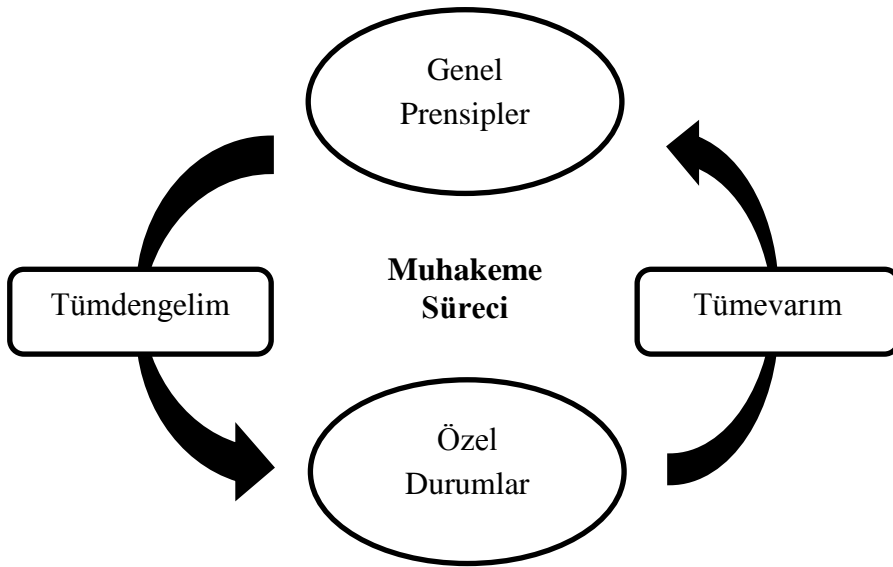 Genel
Prensipler
Muhakeme
Süreci
Tümdengelim
Tümevarım
Özel
Durumlar